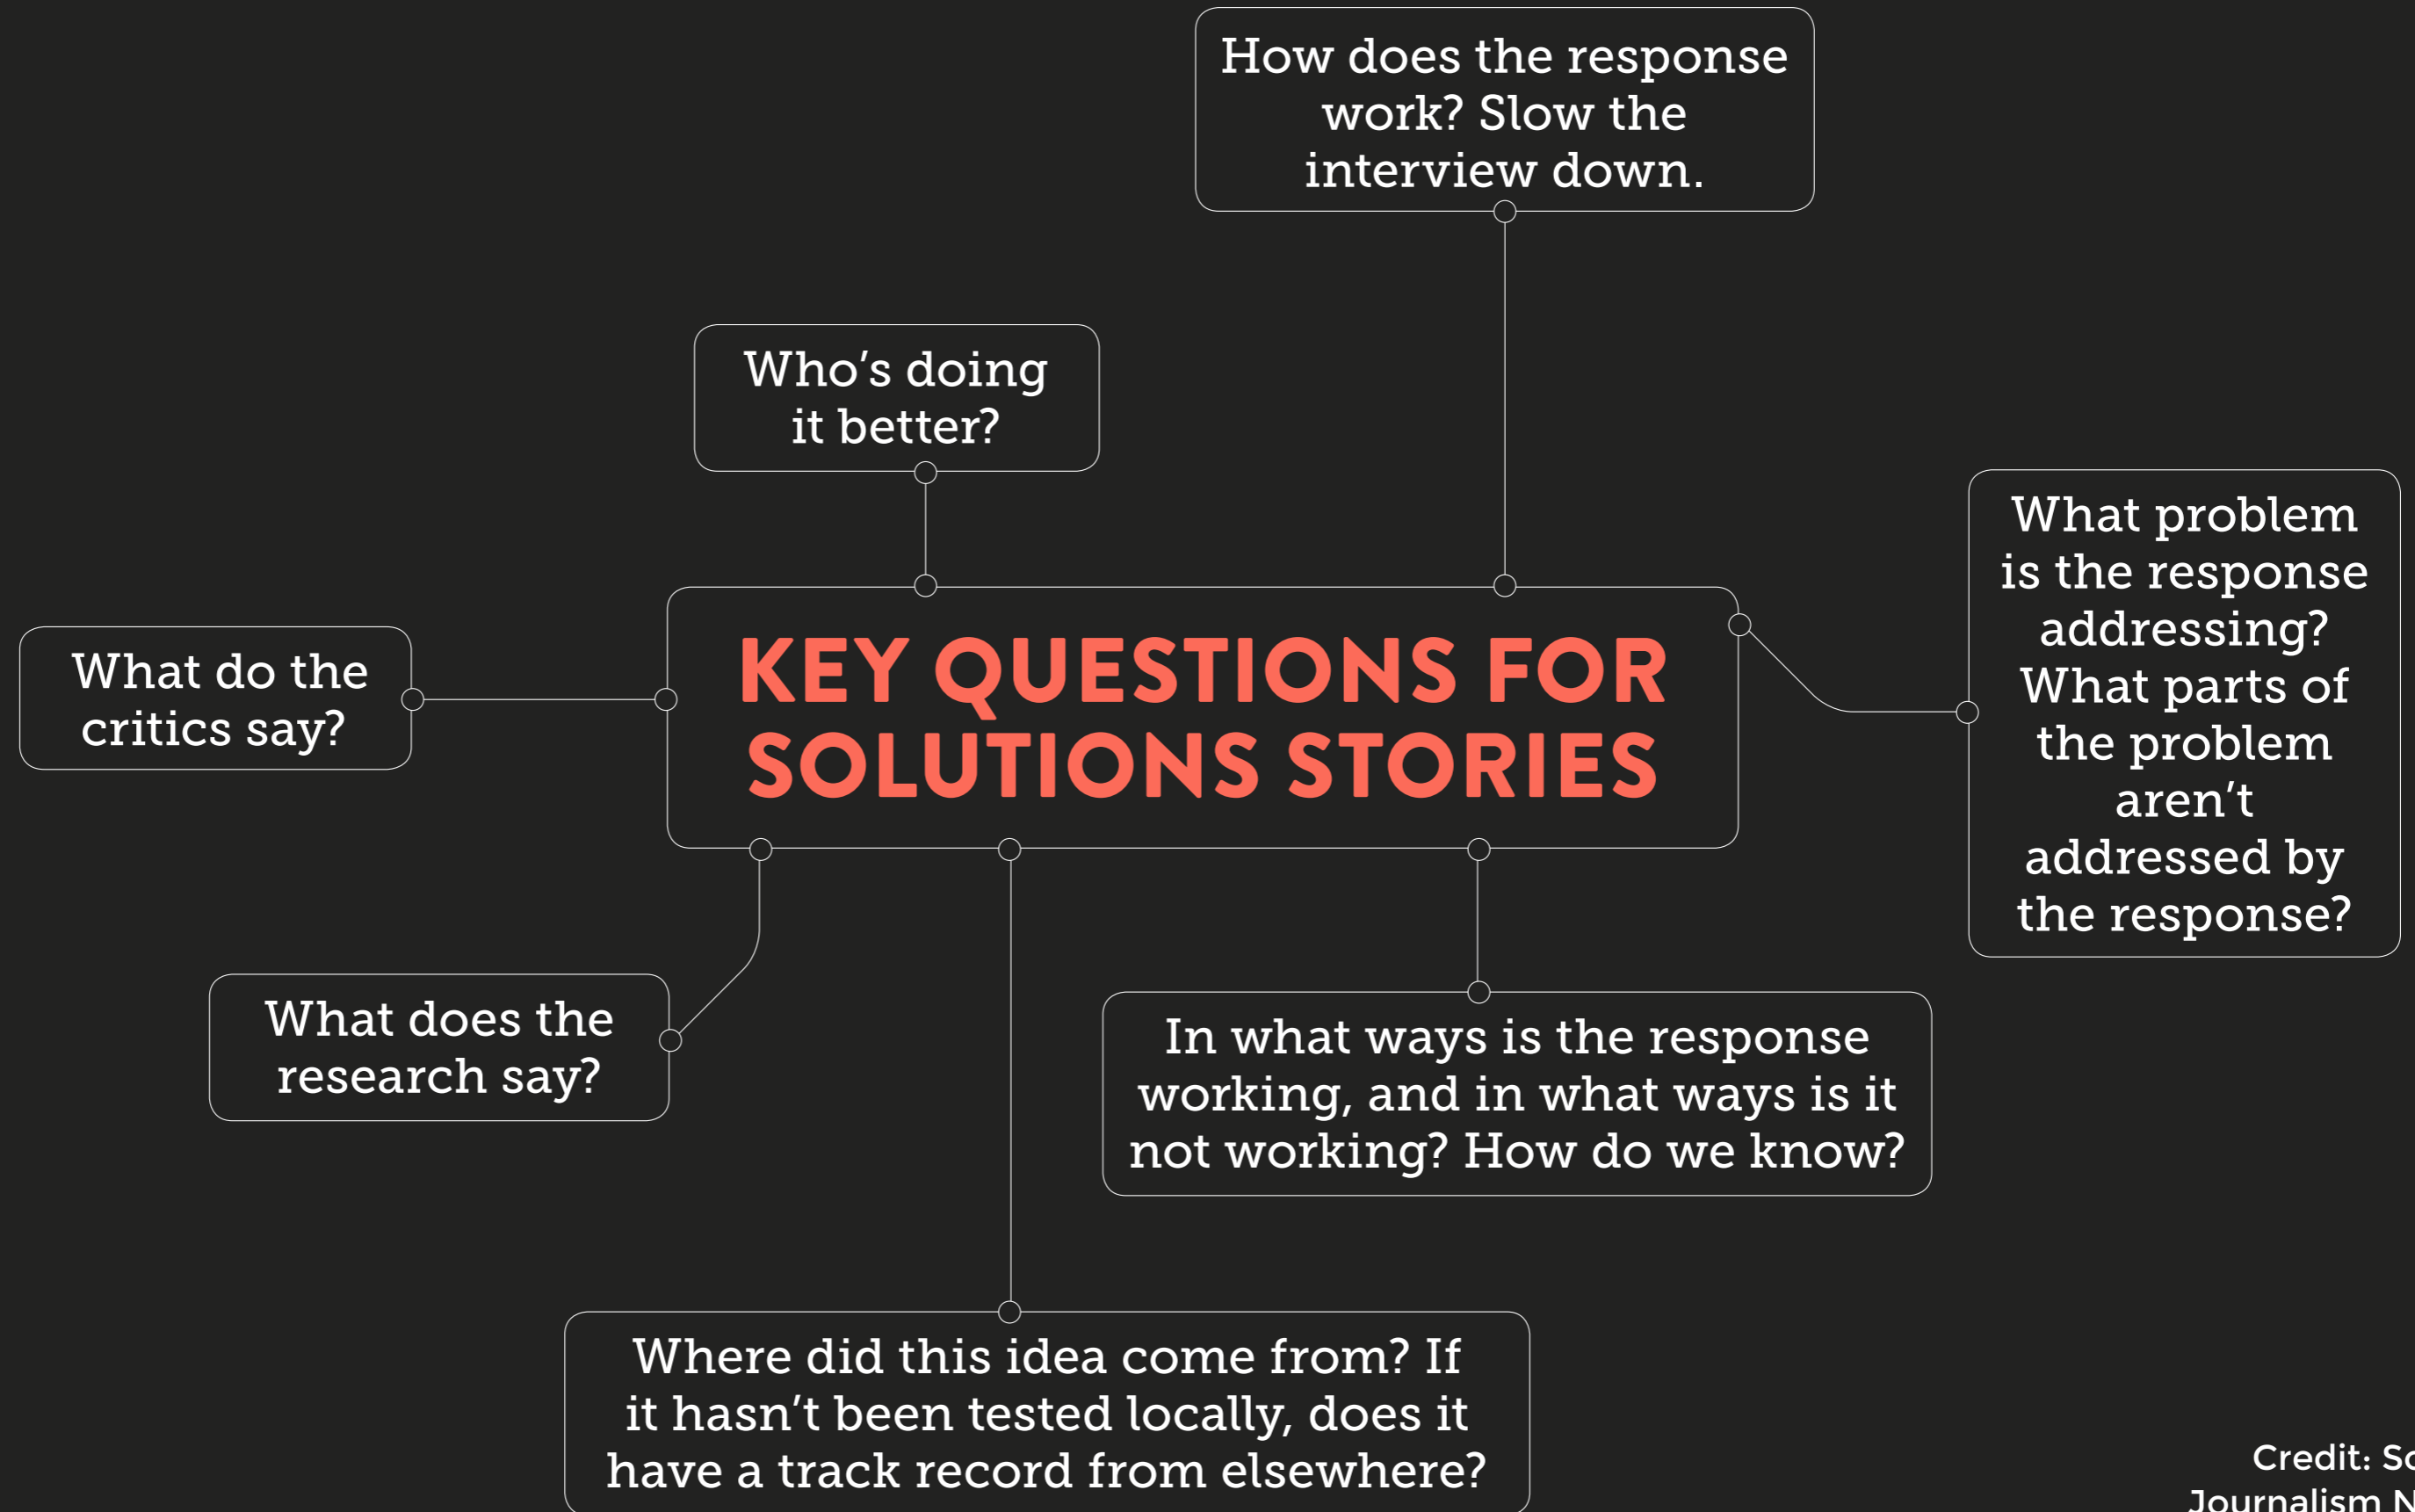 How does the response
work? Slow the
interview down.
Who's doing
it better?
What problem
is the response
addressing?
What parts of
the problem
aren't
addressed by
the response?
What do the
critics say?
KEY QUESTIONS FOR
SOLUTIONS STORIES
What does the
research say?
In what ways is the response
working, and in what ways is it
not working? How do we know?
Where did this idea come from? If
it hasn't been tested locally, does it
have a track record from elsewhere?
Credit:
Journalism